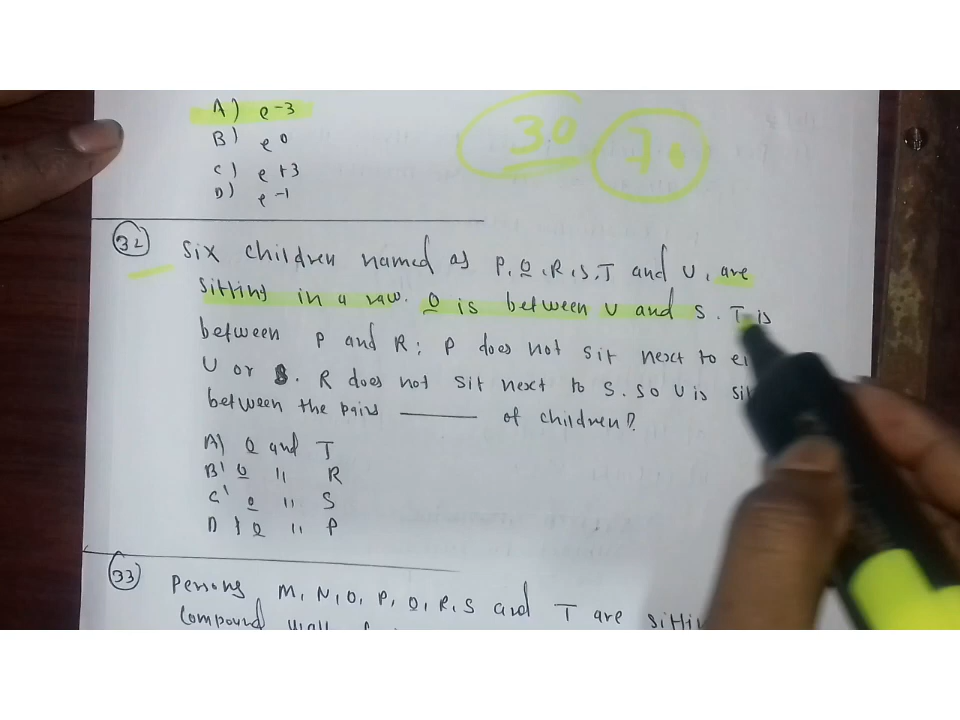 A) e-3
B) e0
C) e+3
D) e-1
30
70
32 Six children named as P, Q, R, S, T and U, are
sitting in a raw. Q is between U and S. T is
between P and R; P does not sit next to
U or S. R does not sit next to S. So U is
between the pairs ______ of children?
A) Q and T
B) Q " R
C) Q " S
D) Q " P
33 Persons M, N, O, P, Q, R, S and T are
compound